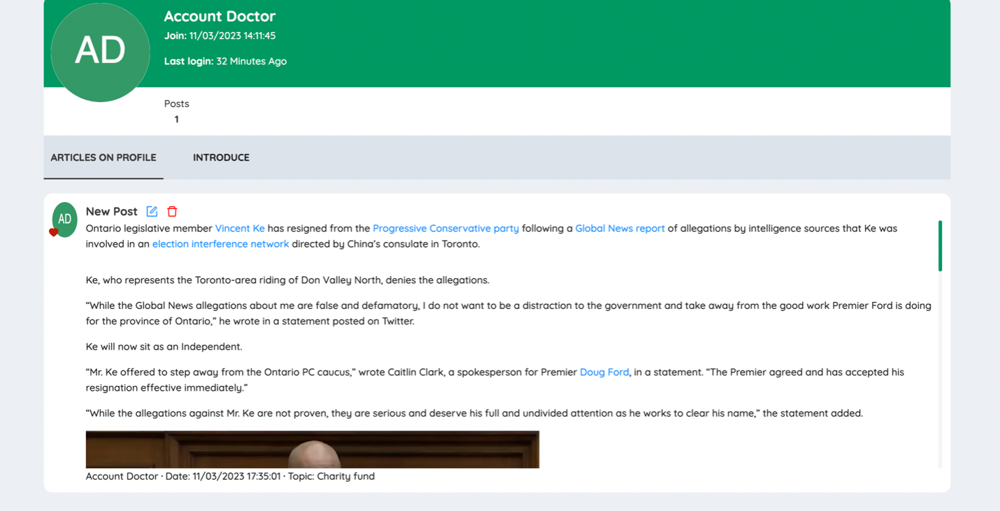 AD
Account Doctor
Join: 11/03/2023 14:11:45
Last login: 32 Minutes Ago
Posts
1
ARTICLES ON PROFILE
INTRODUCE
AD
New Post
Ontario legislative member Vincent Ke has resigned from the Progressive Conservative party following a Global News report of allegations by intelligence sources that Ke was
involved in an election interference network directed by China’s consulate in Toronto.
Ke, who represents the Toronto-area riding of Don Valley North, denies the allegations.
“While the Global News allegations about me are false and defamatory, I do not want to be a distraction to the government and take away from the good work Premier Ford is doing
for the province of Ontario,” he wrote in a statement posted on Twitter.
Ke will now sit as an Independent.
“Mr. Ke offered to step away from the Ontario PC caucus,” wrote Caitlin Clark, a spokesperson for Premier Doug Ford, in a statement. “The Premier agreed and has accepted his
resignation effective immediately.”
“While the allegations against Mr. Ke are not proven, they are serious and deserve his full and undivided attention as he works to clear his name,” the statement added.
Account Doctor · Date: 11/03/2023 17:35:01 · Topic: Charity fund